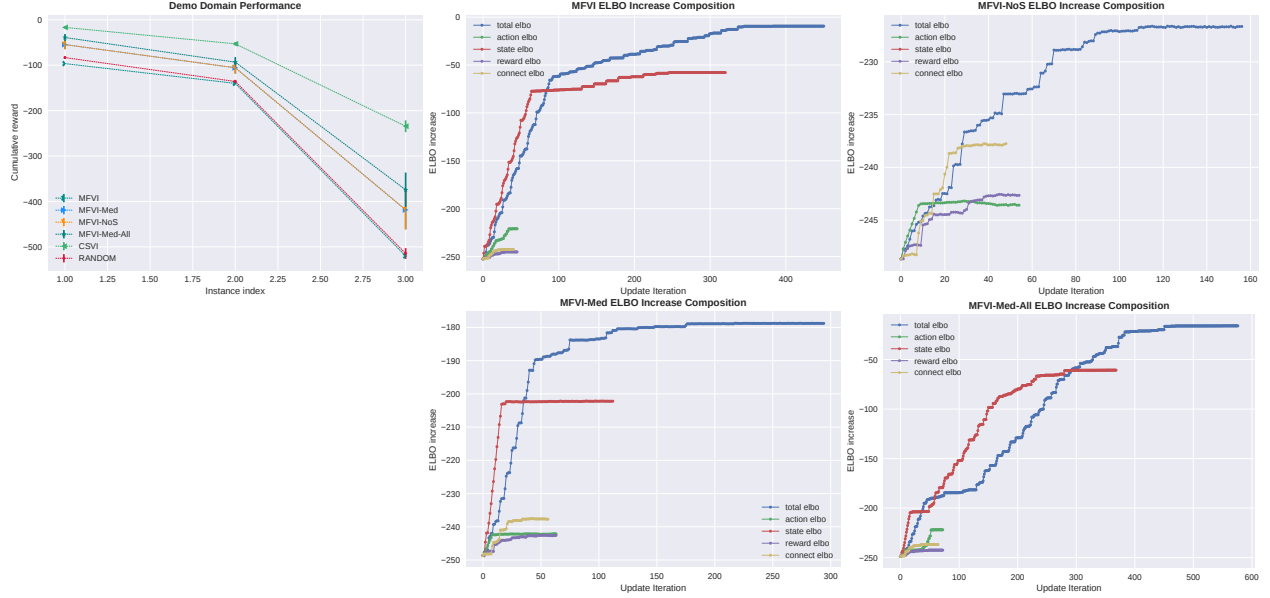 Demo Domain Performance
0
−100
−200
−300
−400
−500
Cumulative reward
MFVI
MFVI-Med
MFVI-NoS
MFVI-Med-All
CSVI
RANDOM
1.00 1.25 1.50 1.75 2.00 2.25 2.50 2.75 3.00
Instance index
MFVI ELBO Increase Composition
0
−50
−100
−150
−200
−250
ELBO increase
total elbo
action elbo
state elbo
reward elbo
connect elbo
0 100 200 300 400
Update Iteration
MFVI-NoS ELBO Increase Composition
−230
−235
−240
−245
ELBO increase
total elbo
action elbo
state elbo
reward elbo
connect elbo
0 20 40 60 80 100 120 140 160
Update Iteration
MFVI-Med ELBO Increase Composition
−180
−190
−200
−210
−220
−230
−240
−250
ELBO increase
total elbo
action elbo
state elbo
reward elbo
connect elbo
0 50 100 150 200 250 300
Update Iteration
MFVI-Med-All ELBO Increase Composition
−50
−100
−150
−200
−250
ELBO increase
total elbo
action elbo
state elbo
reward elbo
connect elbo
0 100 200 300 400 500 600
Update Iteration